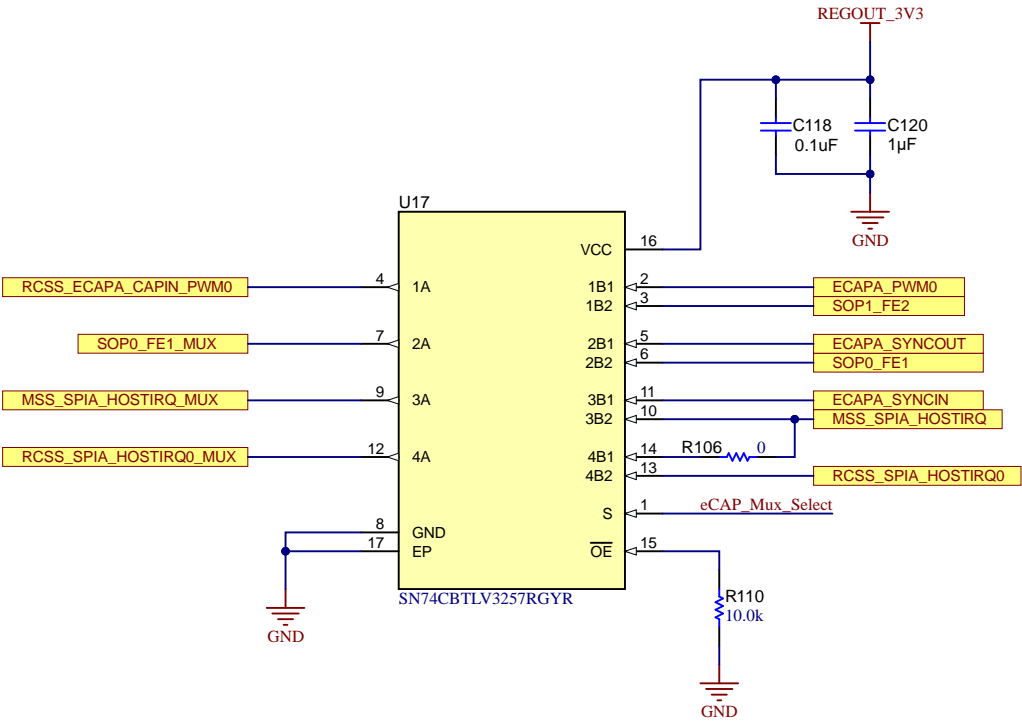 REGOUT_3V3
C118
0.1uF
C120
1µF
GND
U17
VCC 16
RCSS_ECAPA_CAPIN_PWM0 4 1A 1B1 2 ECAPA_PWM0
1B2 3 SOP1_FE2
SOP0_FE1_MUX 7 2A 2B1 5 ECAPA_SYNCOUT
2B2 6 SOP0_FE1
MSS_SPIA_HOSTIRQ_MUX 9 3A 3B1 11 ECAPA_SYNCIN
3B2 10 MSS_SPIA_HOSTIRQ
RCSS_SPIA_HOSTIRQ0_MUX 12 4A 4B1 14 R106 0
4B2 13 RCSS_SPIA_HOSTIRQ0
S 1 eCAP_Mux_Select
8 GND
17 EP OE 15
SN74CBTLV3257RGYR
R110
10.0k
GND
GND